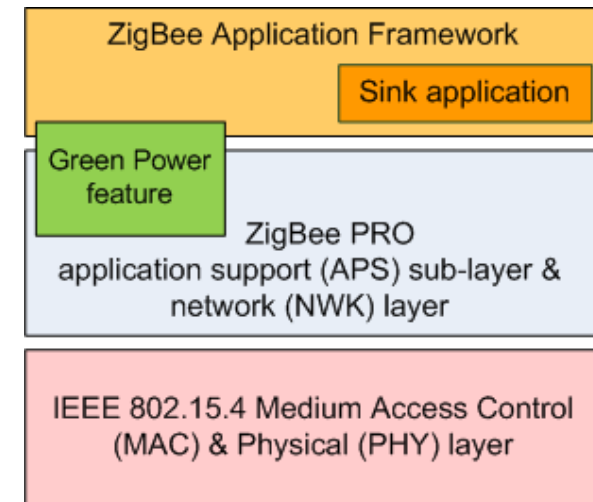 ZigBee Application Framework
Sink application
Green Power
feature
ZigBee PRO
application support (APS) sub-layer &
network (NWK) layer
IEEE 802.15.4 Medium Access Control
(MAC) & Physical (PHY) layer